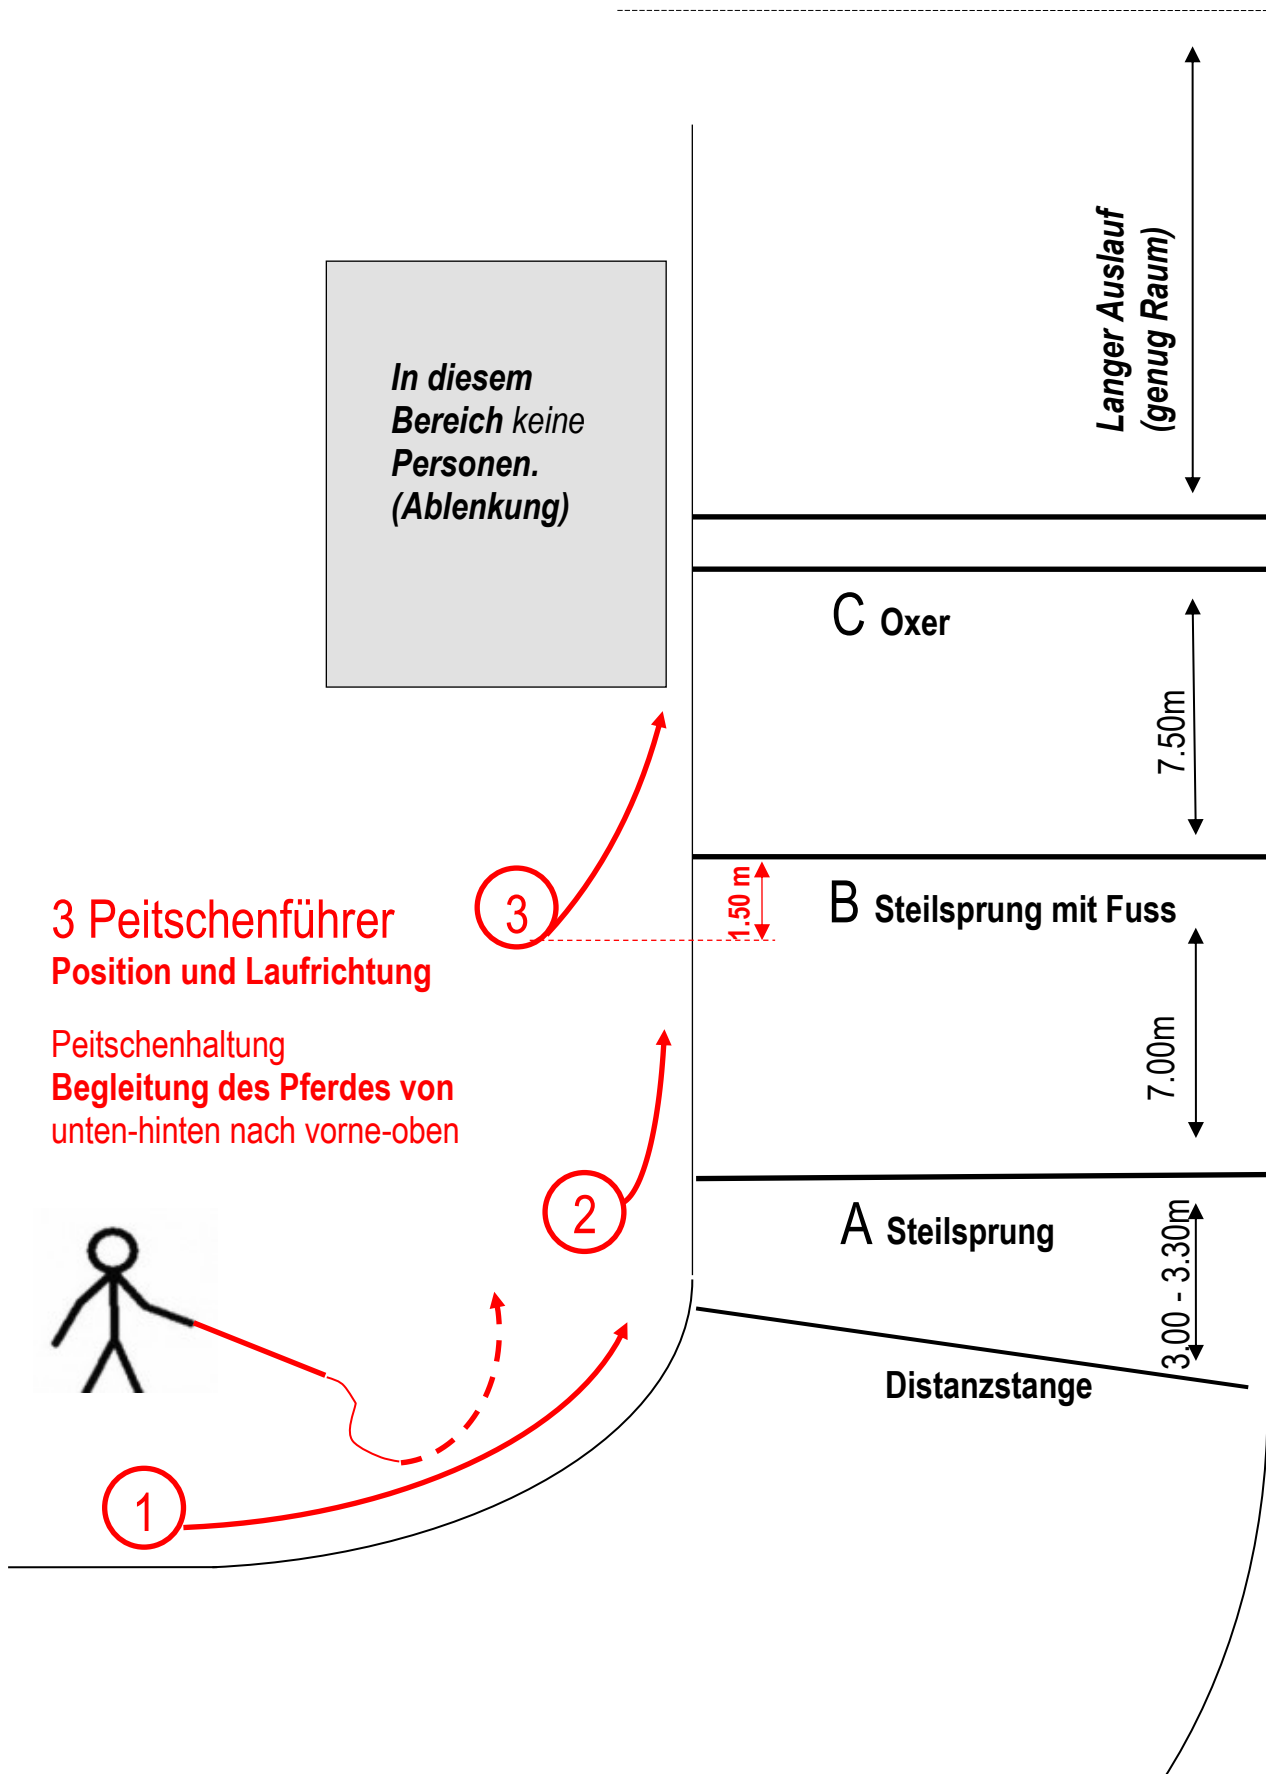 Langer Auslauf
(genug Raum)
In diesem
Bereich keine
Personen.
(Ablenkung)
C Oxer
7.50m
3
1.50 m
B Steilsprung mit Fuss
3 Peitschenführer
Position und Laufrichtung
Peitschenhaltung
Begleitung des Pferdes von
unten-hinten nach vorne-oben
7.00m
2
A Steilsprung
3.00 - 3.30m
Distanzstange
1